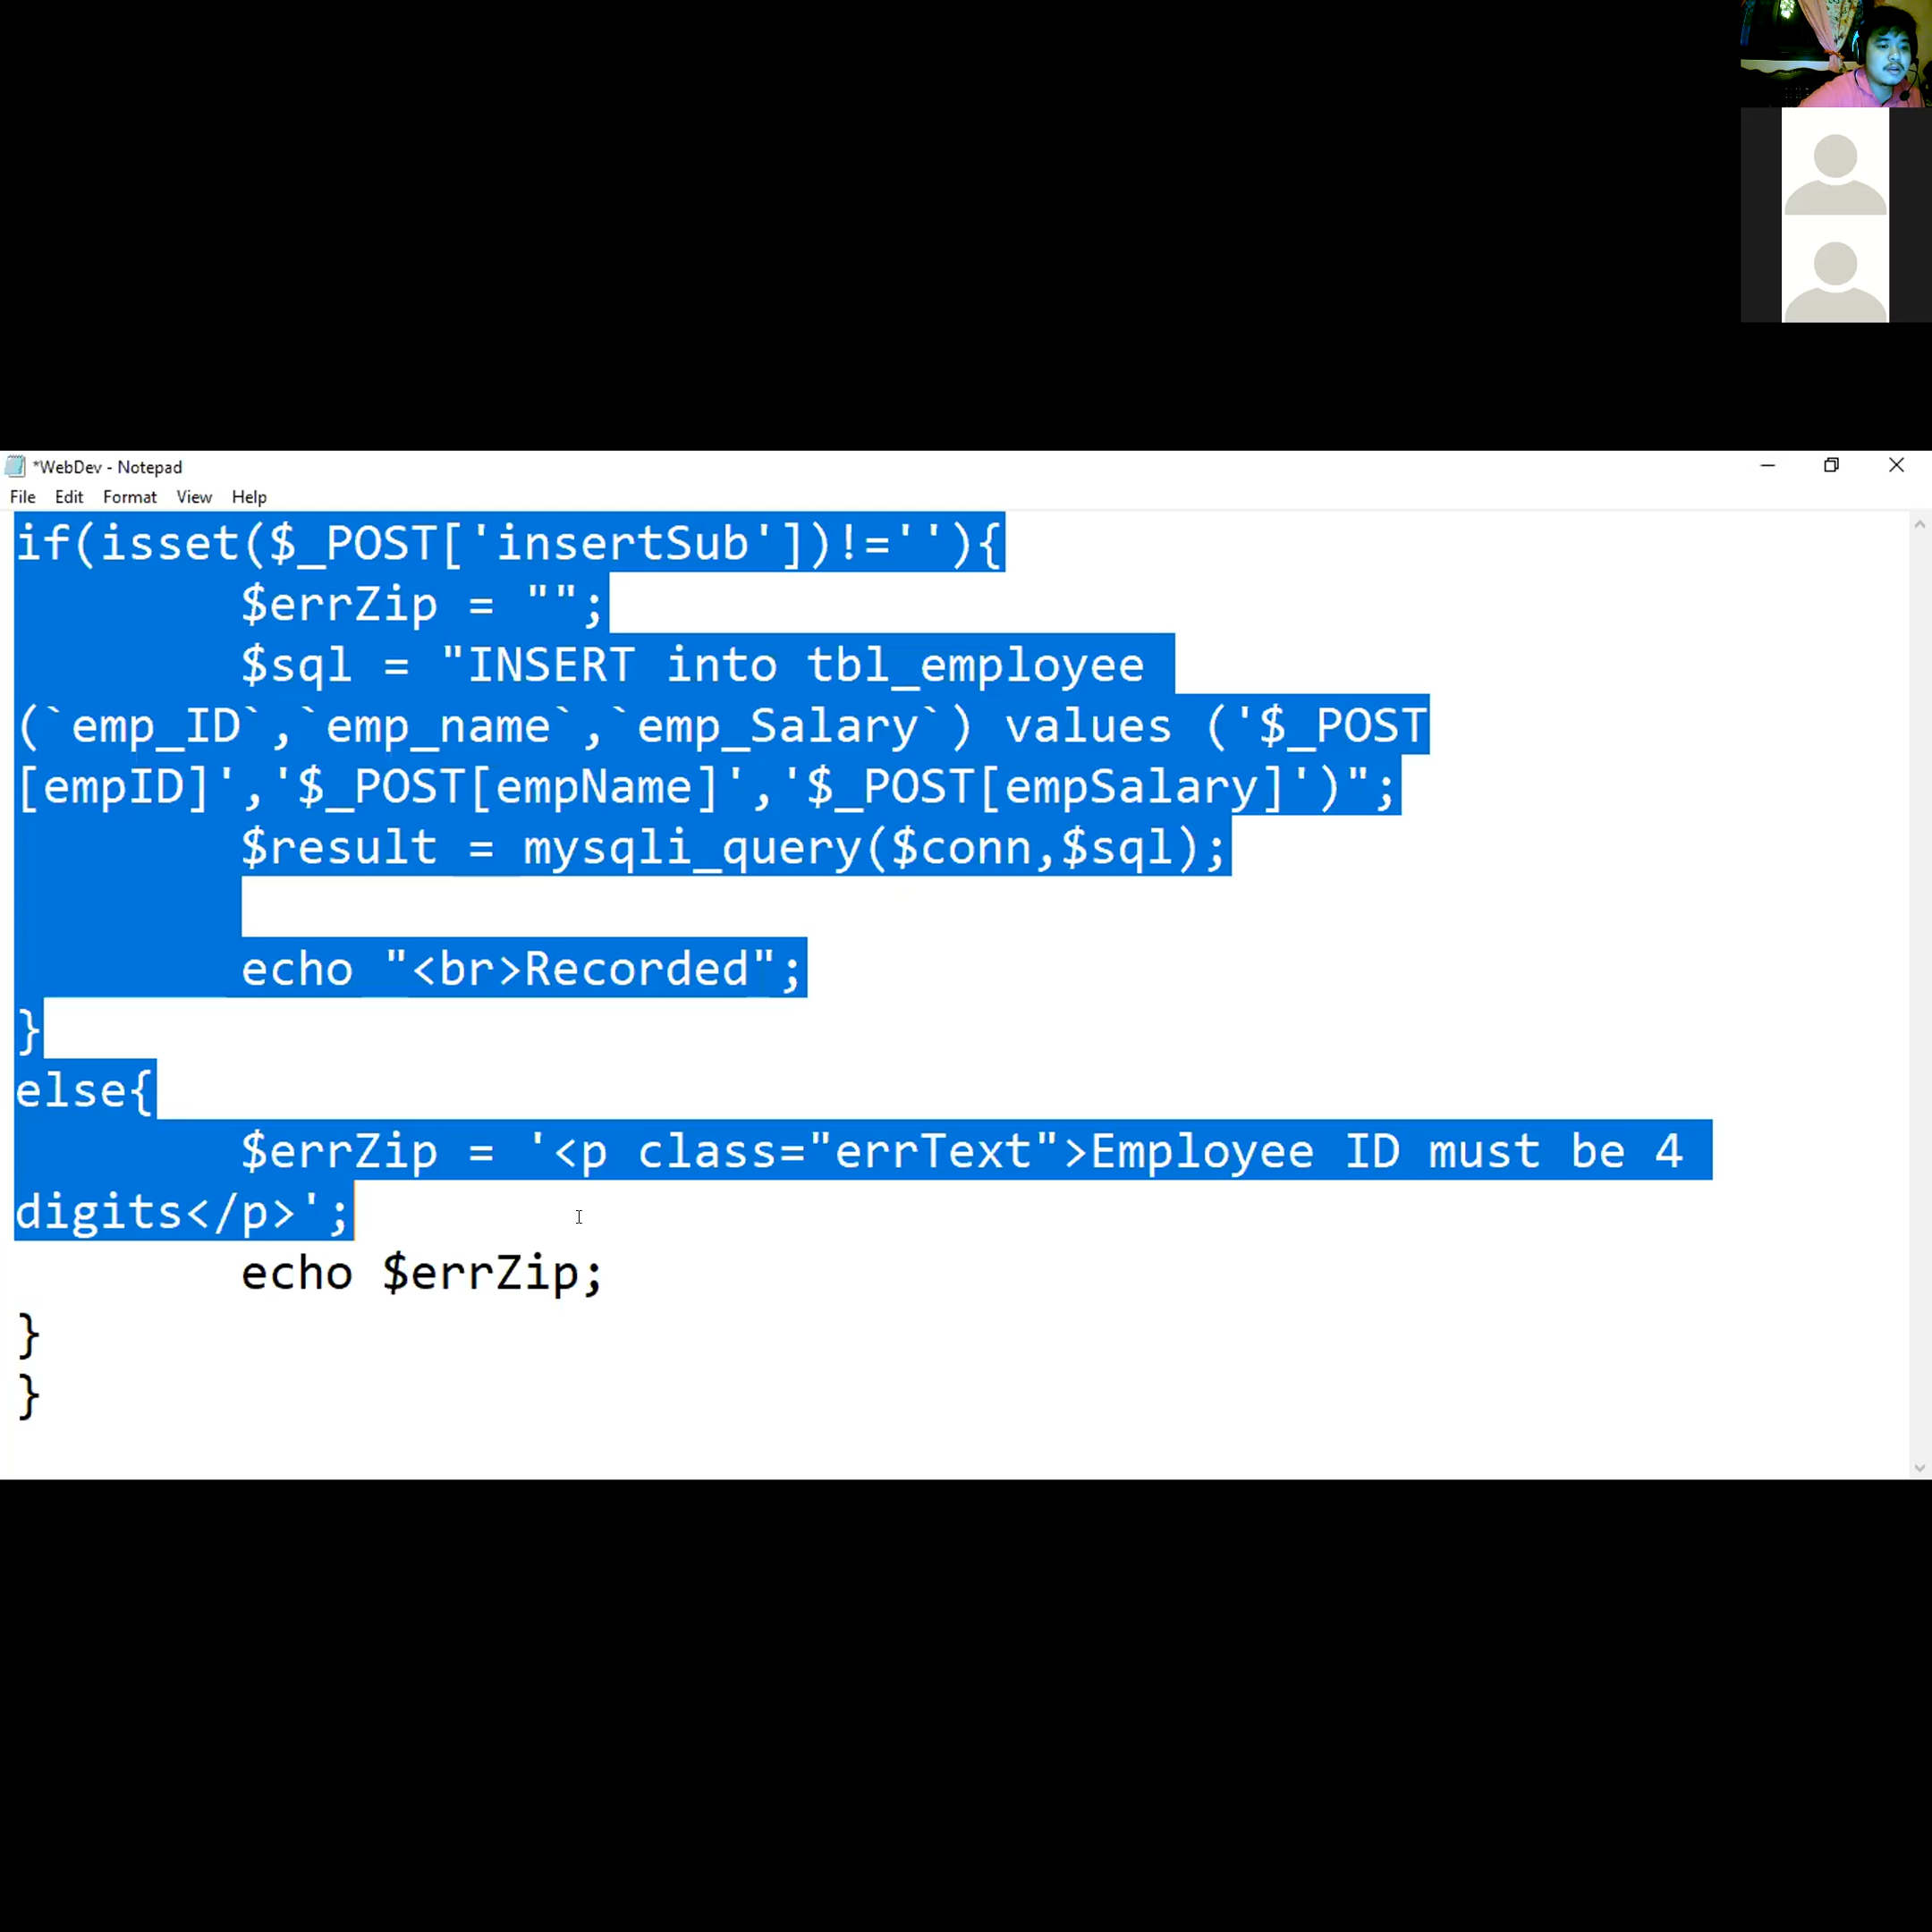 *WebDev - Notepad
File Edit Format View Help
if(isset($_POST['insertSub'])!=''){
$errZip = "";
$sql = "INSERT into tbl_employee
(`emp_ID`,`emp_name`,`emp_Salary`) values ('$_POST
[empID]','$_POST[empName]','$_POST[empSalary]')";
$result = mysqli_query($conn,$sql);
echo "<br>Recorded";
}
else{
$errZip = '<p class="errText">Employee ID must be 4
digits</p>';
echo $errZip;
}
}